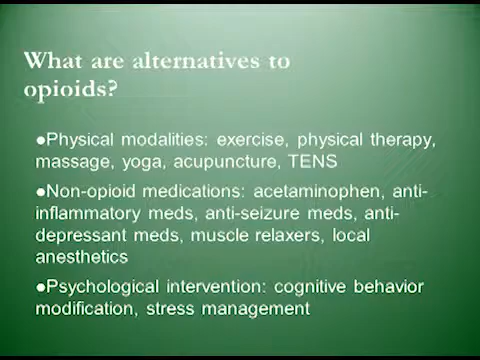 What are alternatives to
opioids?
●Physical modalities: exercise, physical therapy,
massage, yoga, acupuncture, TENS
●Non-opioid medications: acetaminophen, anti-
inflammatory meds, anti-seizure meds, anti-
depressant meds, muscle relaxers, local
anesthetics
●Psychological intervention: cognitive behavior
modification, stress management